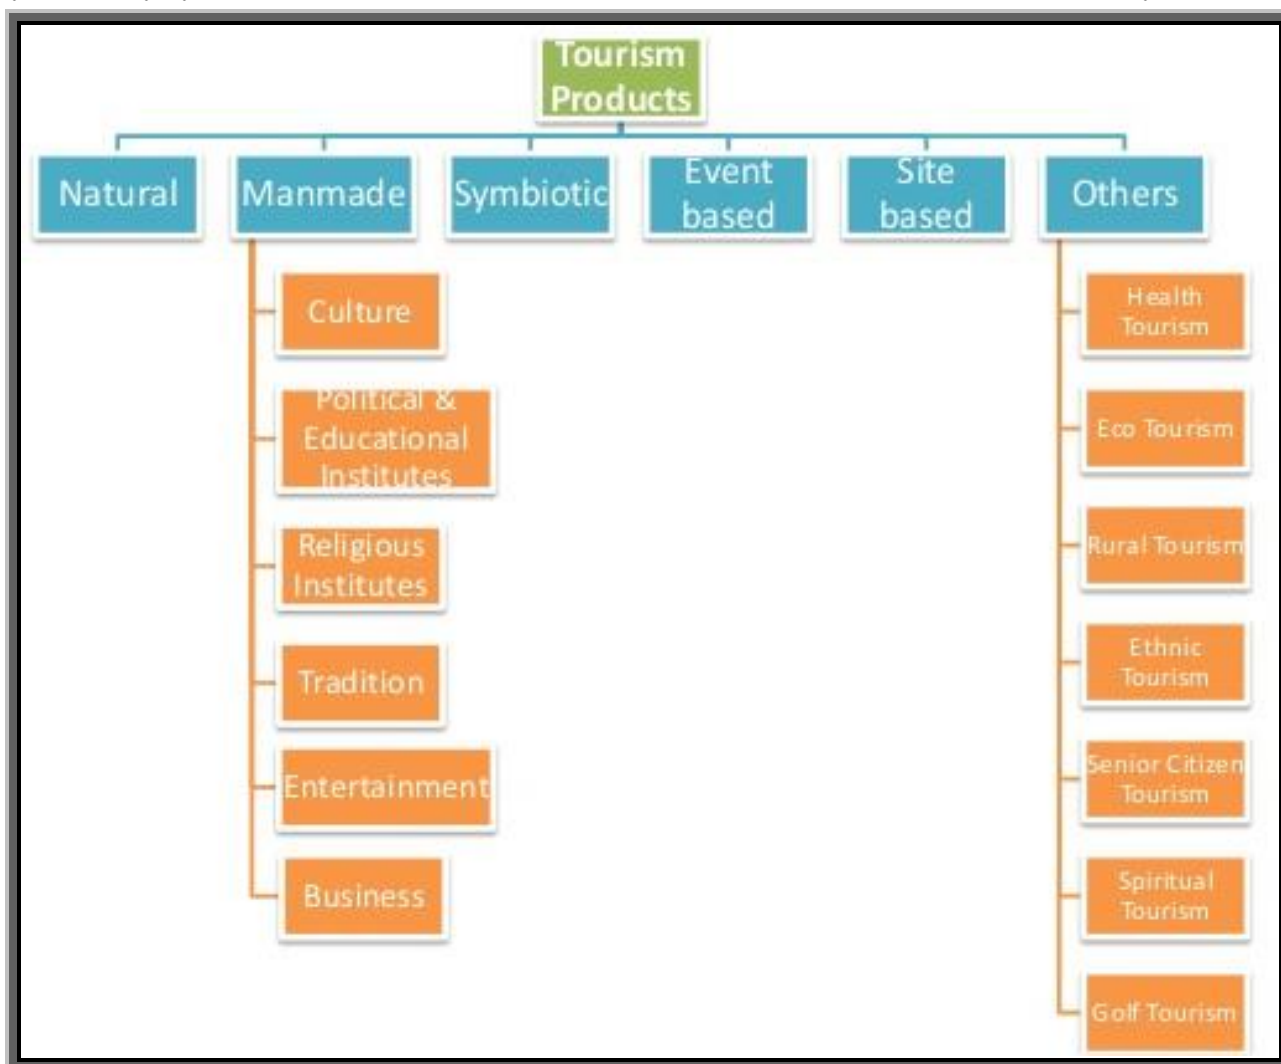 Tourism
Products
Natural
Manmade
Symbiotic
Event
based
Site
based
Others
Culture
Political &
Educational
Institutes
Religious
Institutes
Tradition
Entertainment
Business
Health
Tourism
Eco Tourism
Rural Tourism
Ethnic
Tourism
Senior Citizen
Tourism
Spiritual
Tourism
Golf Tourism